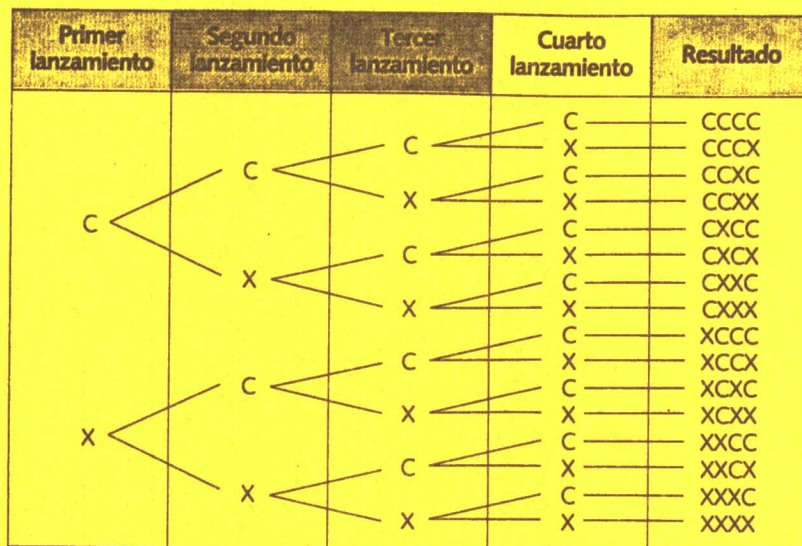 Primer lanzamiento
Segundo lanzamiento
Tercer lanzamiento
Cuarto lanzamiento
Resultado
C CCCC
C X CCCX
C C CCXC
X X CCXX
C C CXCC
C X CXCX
X C CXXC
X X CXXX
C XCCC
C X XCCX
C C XCXC
X X XCXX
X C XXCC
C X XXCX
X C XXXC
X X XXXX